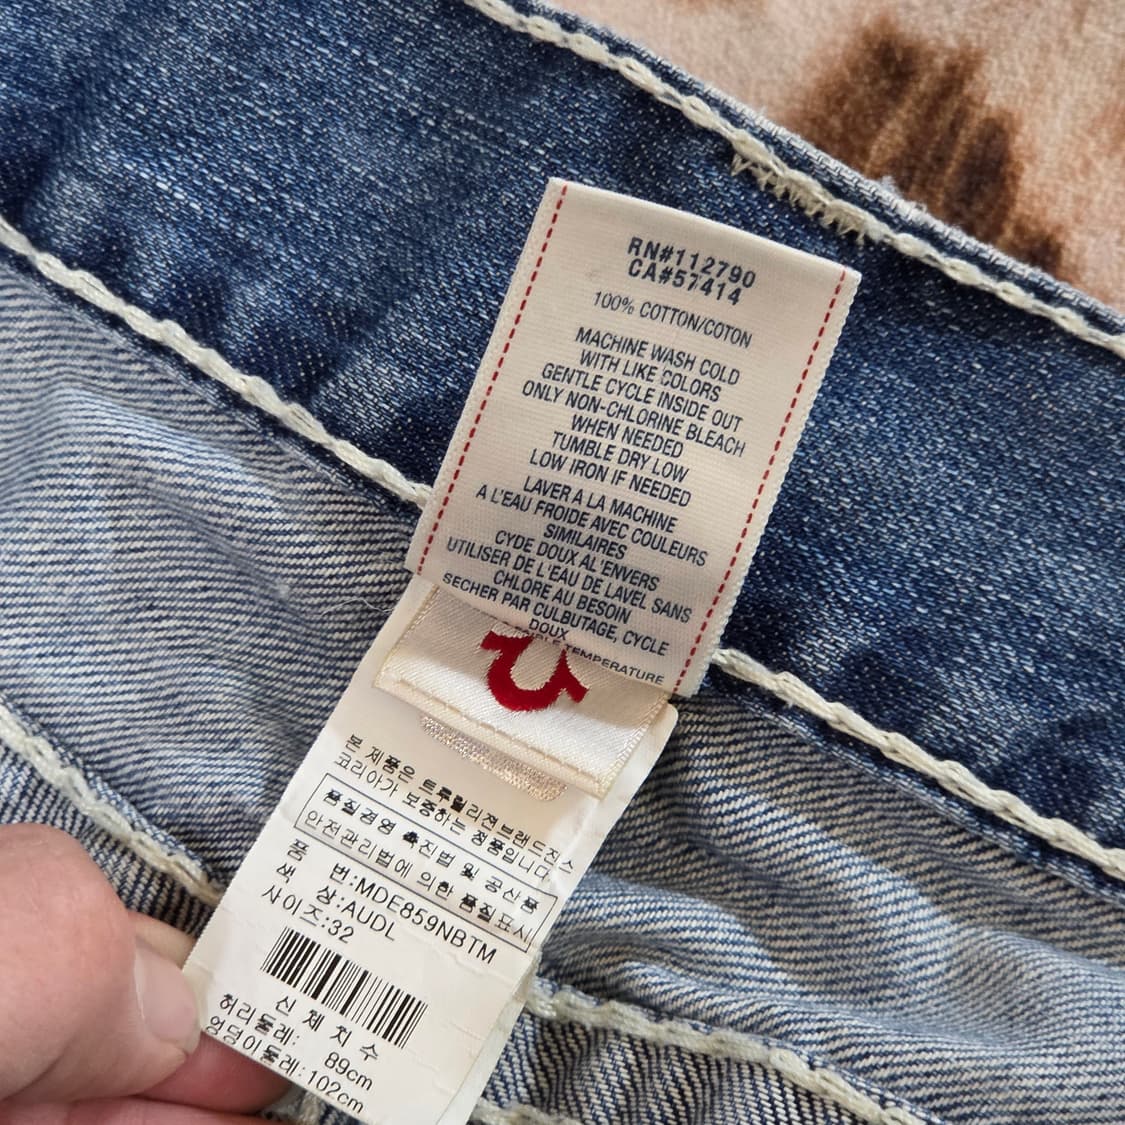 RN#112790
CA#57414
100% COTTON/COTON
MACHINE WASH COLD
WITH LIKE COLORS
GENTLE CYCLE INSIDE OUT
ONLY NON-CHLORINE BLEACH
WHEN NEEDED
TUMBLE DRY LOW
LOW IRON IF NEEDED
LAVER A LA MACHINE
A L'EAU FROIDE AVEC COULEURS
SIMILAIRES
CYDE DOUX AL'ENVERS
UTILISER DE L'EAU DE LAVEL SANS
CHLORE AU BESOIN
SECHER PAR CULBUTAGE, CYCLE
DOUX
TEMPERATURE
본 제품은 트루릴리젼브랜드진스
코리아가 보증하는 정품입니다.
품질경영 촉진법 및 공산품
안전관리법에 의한 품질표시
품 번:MDE859NBTM
색 상:AUDL
사이즈:32
신 체 치 수
허리둘레: 89cm
엉덩이둘레:102cm